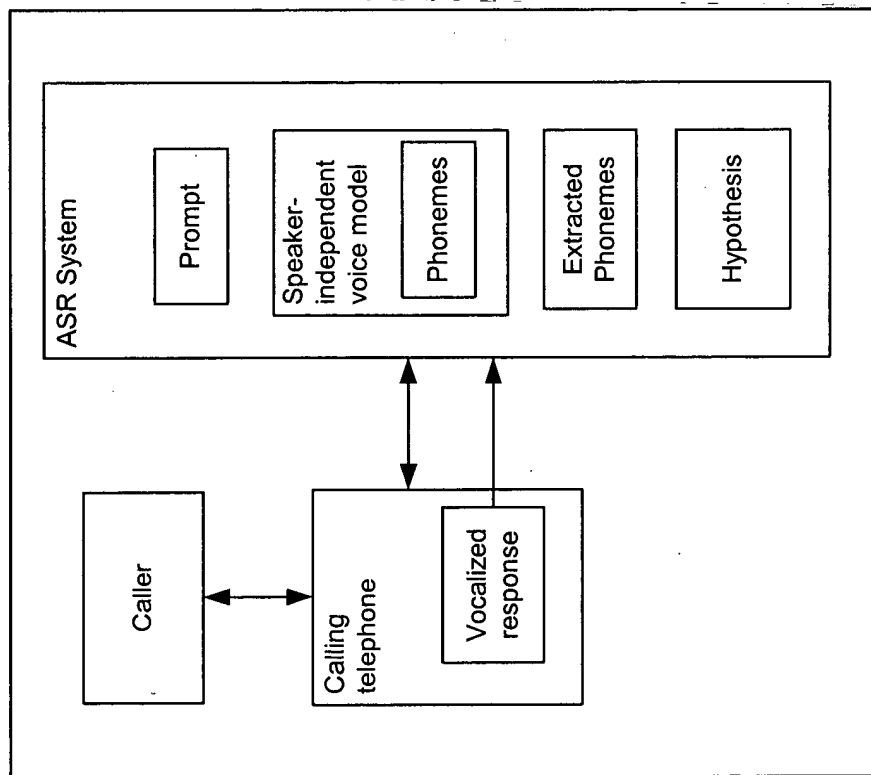 Caller
Calling
telephone
Vocalized
response
ASR System
Prompt
Speaker-
independent
voice model
Phonemes
Extracted
Phonemes
Hypothesis